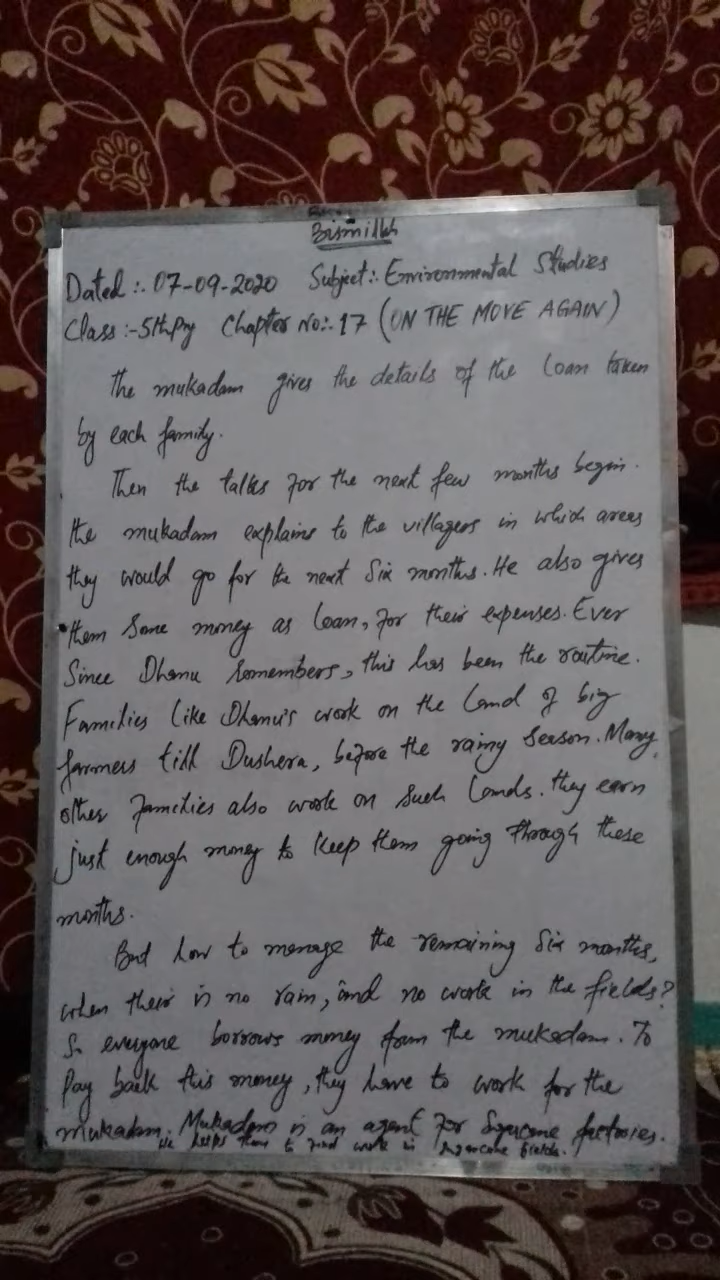 Bismillah
Dated :- 07-09-2020 Subject:- Environmental Studies
Class :- 5th Pry Chapter No:- 17 (ON THE MOVE AGAIN)
The mukadam gives the details of the loan taken
by each family.
Then the talks for the next few months begin.
The mukadam explains to the villagers in which areas
they would go for the next six months. He also gives
them some money as loan, for their expenses. Ever
Since Dhanu remembers, this has been the routine.
Families like Dhanu's work on the land of big
farmers till Dushera, before the rainy season. Many
other families also work on such lands. they earn
just enough money to keep them going through these
months.
But how to manage the remaining six months,
when their is no rain, and no work in the fields?
So everyone borrows money from the mukadam. To
pay back this money, they have to work for the
mukadam. Mukadam is an agent for Sugarcane factories.
He helps them to find work in sugarcane fields.